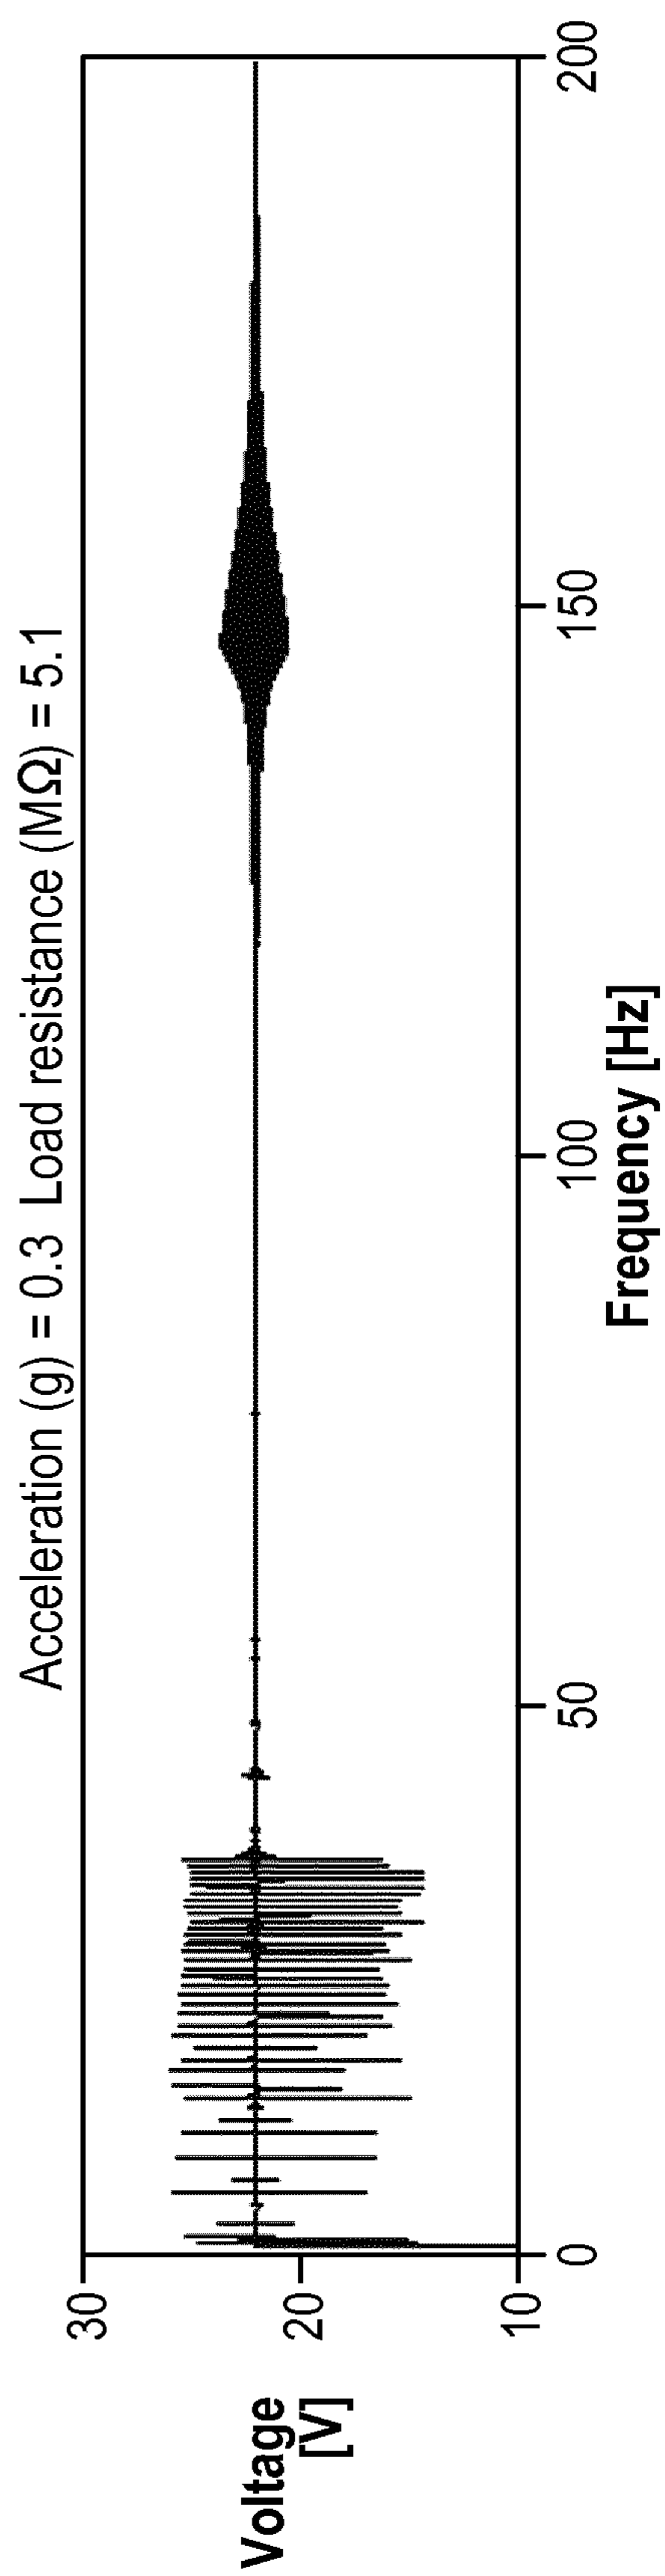 Acceleration (g) = 0.3 Load resistance (MΩ) = 5.1
Voltage
[V]
30
20
10
0
50
100
150
200
Frequency [Hz]